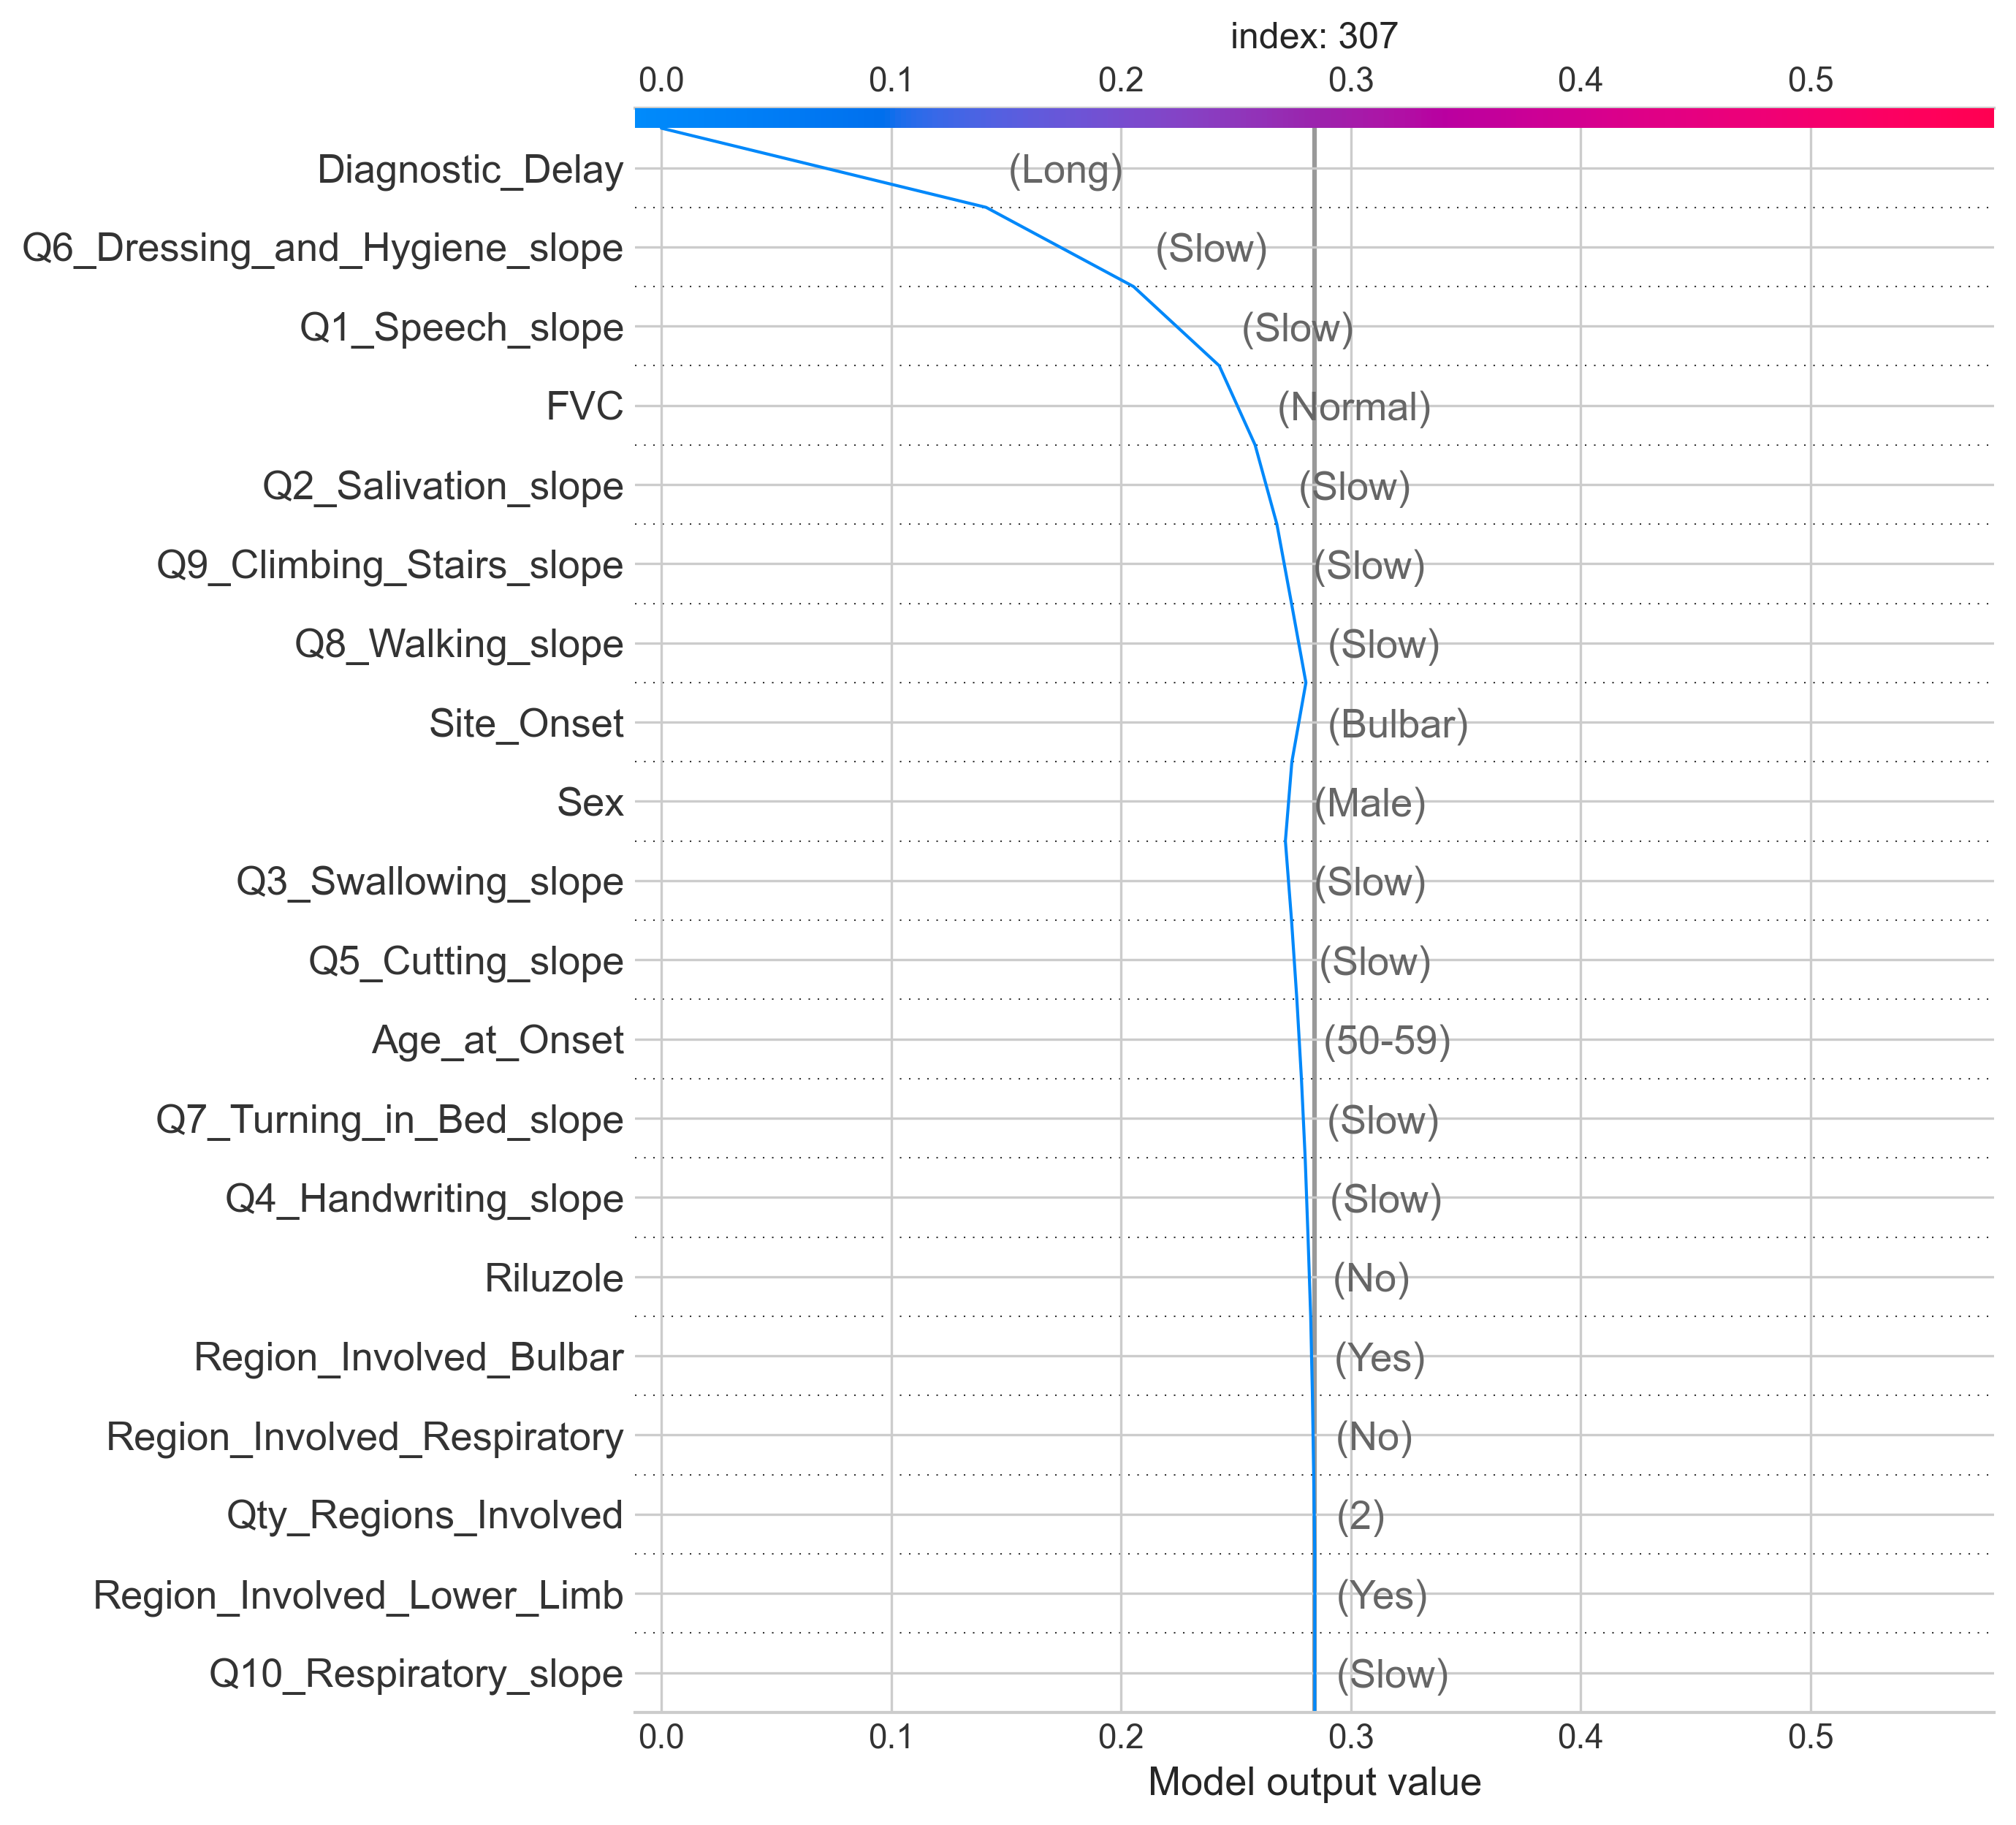 index: 307
0.0 0.1 0.2 0.3 0.4 0.5
Diagnostic_Delay (Long)
Q6_Dressing_and_Hygiene_slope (Slow)
Q1_Speech_slope (Slow)
FVC (Normal)
Q2_Salivation_slope (Slow)
Q9_Climbing_Stairs_slope (Slow)
Q8_Walking_slope (Slow)
Site_Onset (Bulbar)
Sex (Male)
Q3_Swallowing_slope (Slow)
Q5_Cutting_slope (Slow)
Age_at_Onset (50-59)
Q7_Turning_in_Bed_slope (Slow)
Q4_Handwriting_slope (Slow)
Riluzole (No)
Region_Involved_Bulbar (Yes)
Region_Involved_Respiratory (No)
Qty_Regions_Involved (2)
Region_Involved_Lower_Limb (Yes)
Q10_Respiratory_slope (Slow)
0.0 0.1 0.2 0.3 0.4 0.5
Model output value